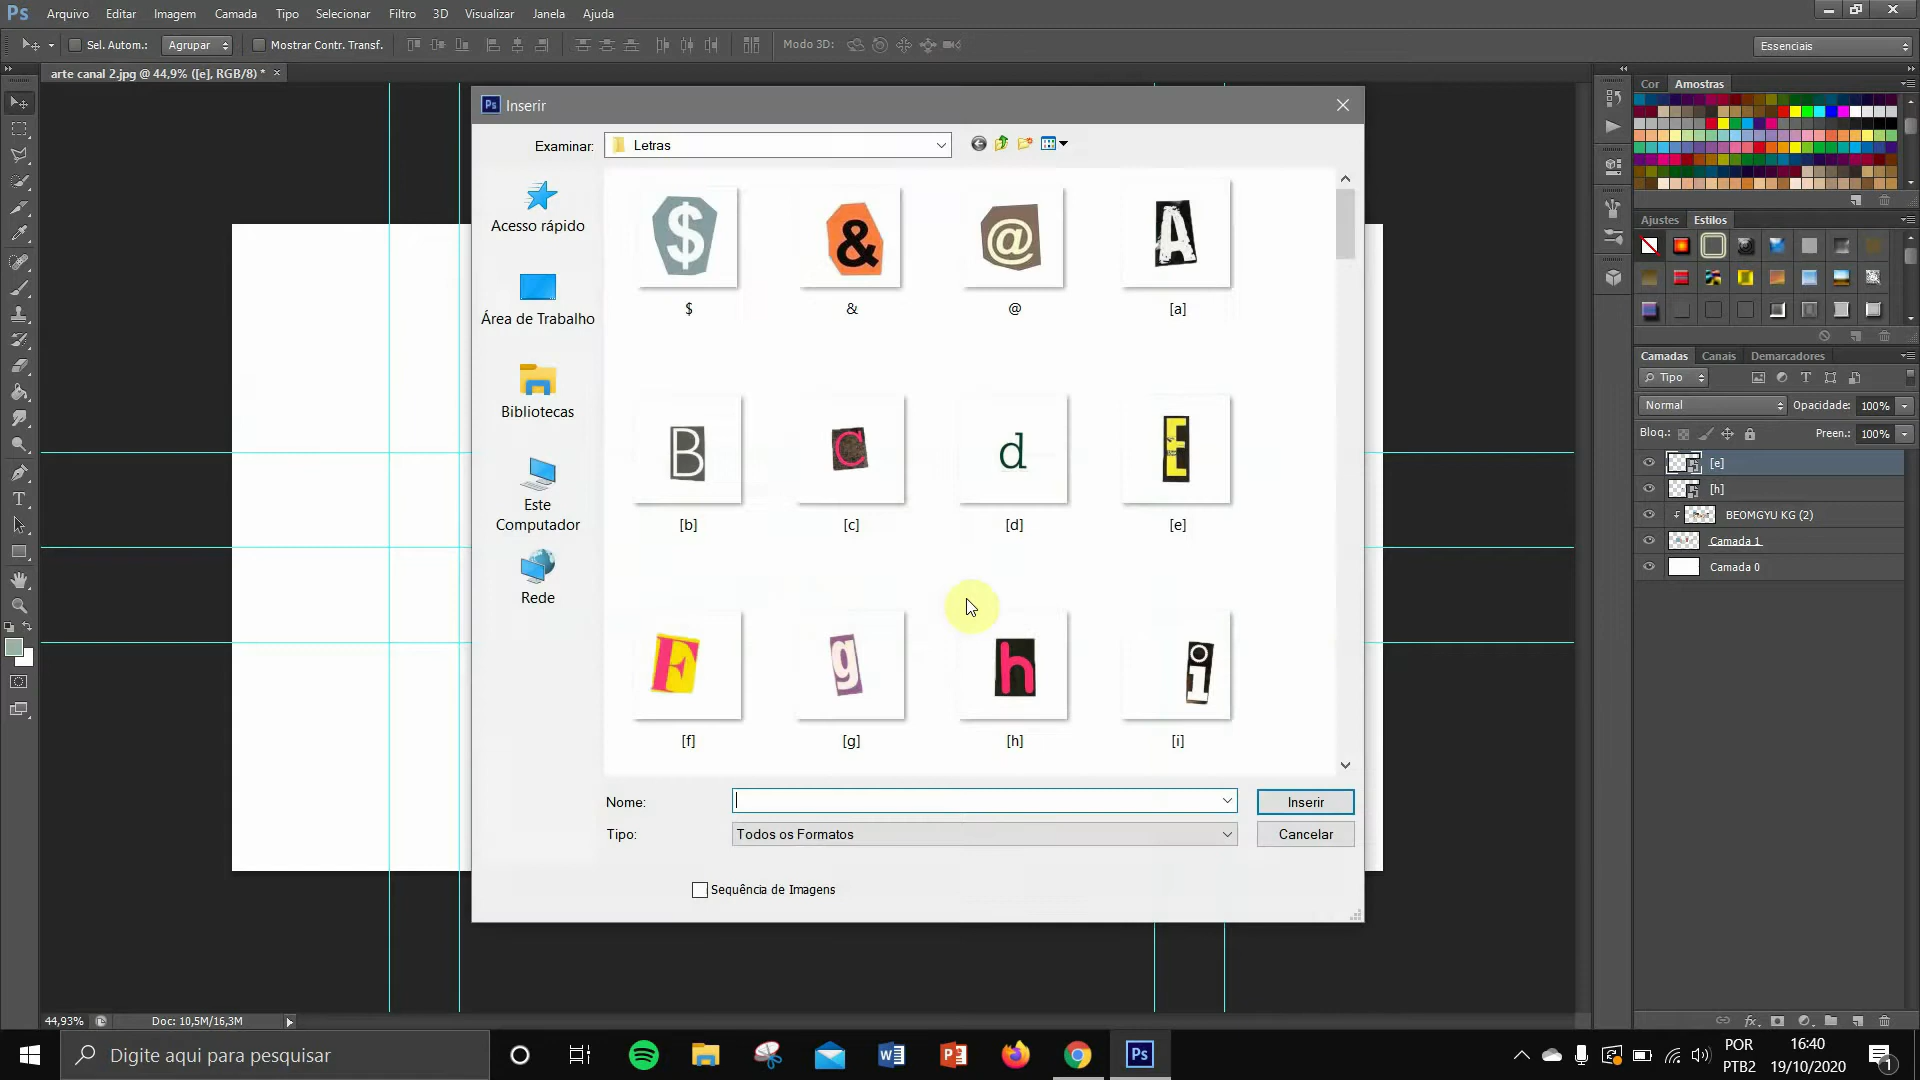 Ps Arquivo Editar Imagem Camada Tipo Selecionar Filtro 3D Visualizar Janela Ajuda
Sel. Autom.: Agrupar Mostrar Contr. Transf. Modo 3D: Essenciais
arte canal 2.jpg @ 44,9% ([e], RGB/8) * ×
Ps Inserir
Examinar: Letras
Acesso rápido
Área de Trabalho
Bibliotecas
Este
Computador
Rede
$ & @ A
$ & @ [a]
B C d E
[b] [c] [d] [e]
F g h i
[f] [g] [h] [i]
Nome: Inserir
Tipo: Todos os Formatos Cancelar
Sequência de Imagens
Cor Amostras
Ajustes Estilos
Camadas Canais Demarcadores
Tipo
Normal Opacidade: 100%
Bloq.: Preen.: 100%
[e]
[h]
BEOMGYU KG (2)
Camada 1
Camada 0
44,93% Doc: 10,5M/16,3M
Digite aqui para pesquisar
POR
PTB2
16:40
19/10/2020
1